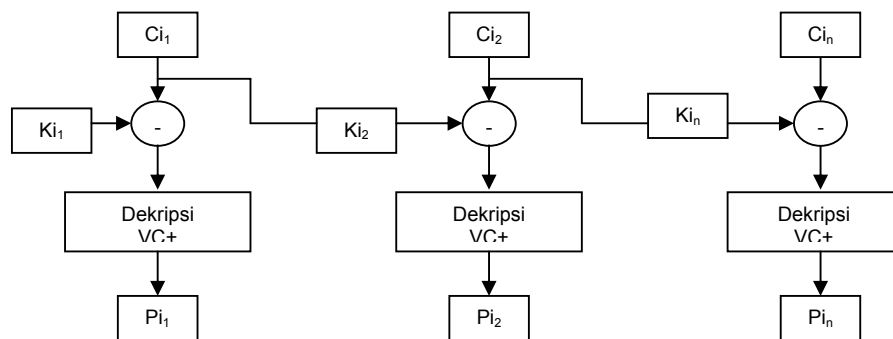 Ci₁ Ci₂ Ciₙ
Ki₁ - Ki₂ - Kiₙ -
Dekripsi Dekripsi Dekripsi
VC+ VC+ VC+
Pi₁ Pi₂ Piₙ